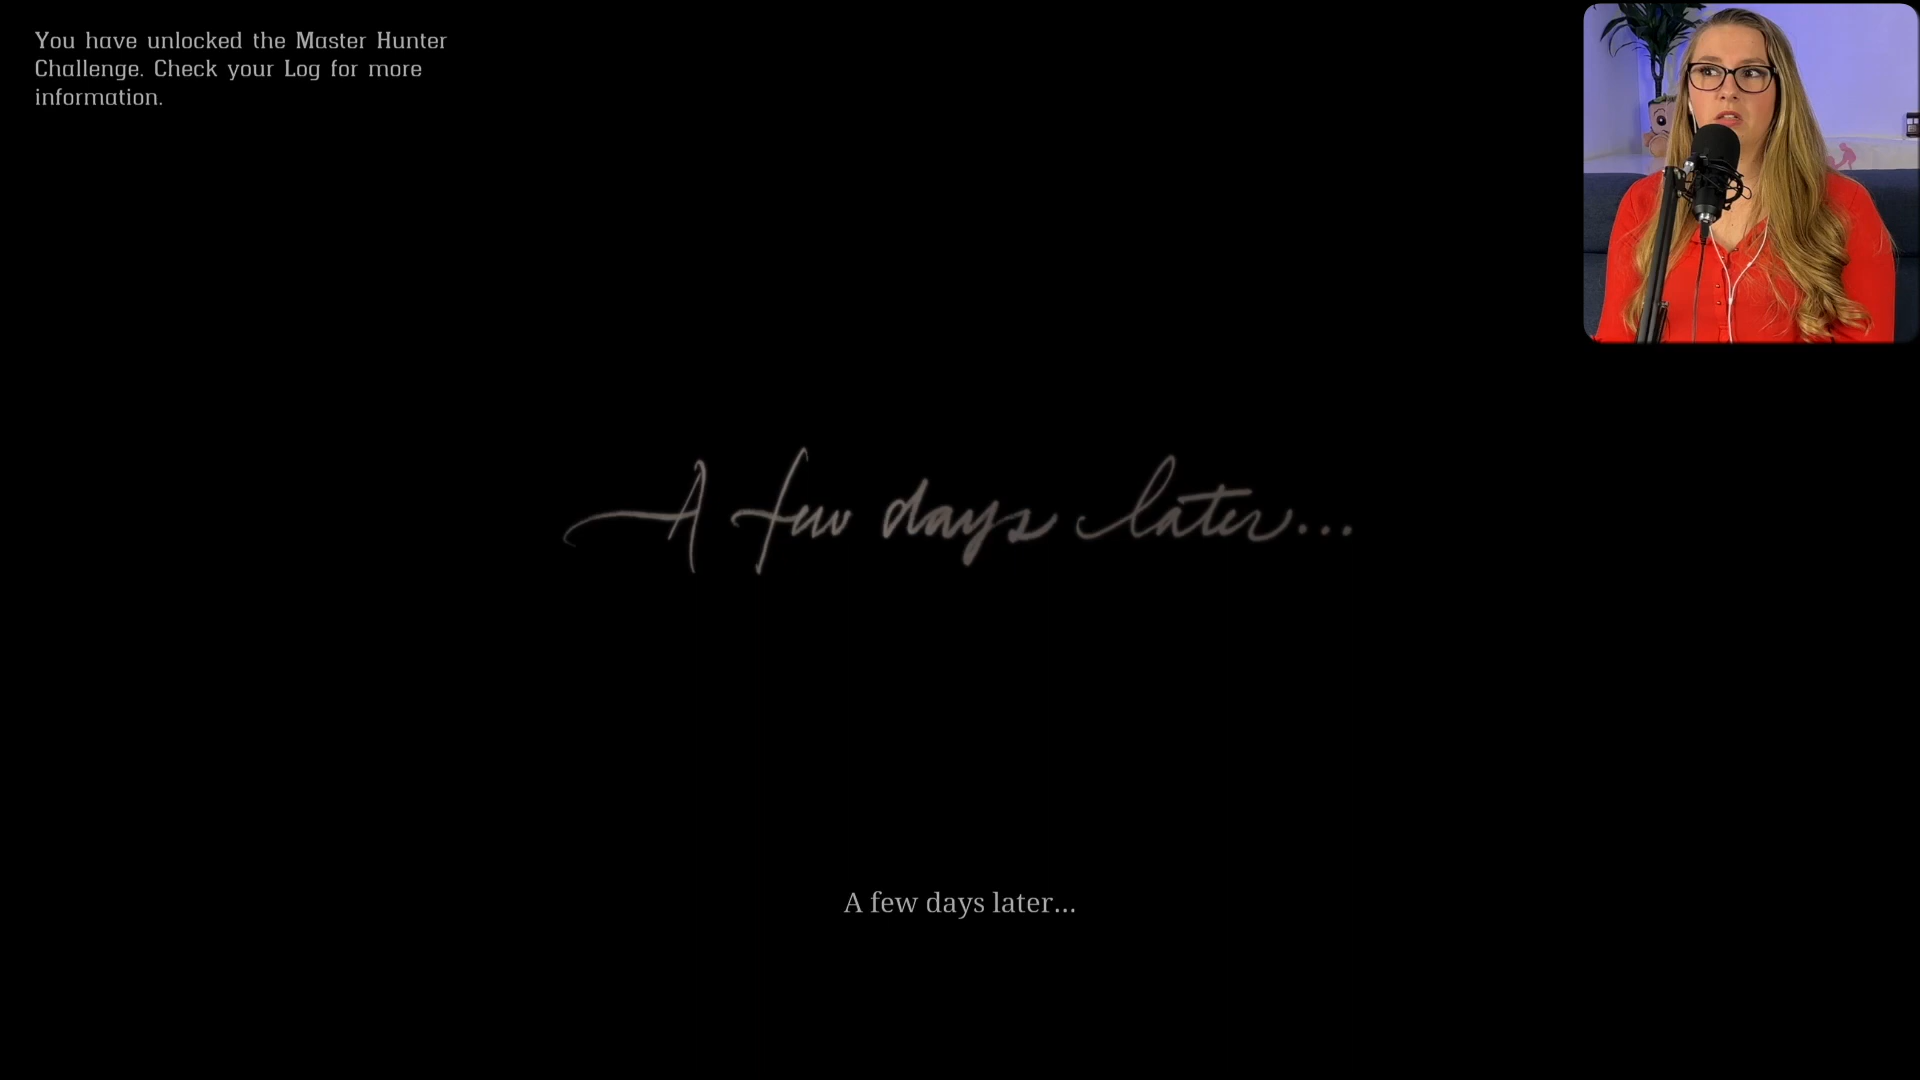 You have unlocked the Master Hunter
Challenge. Check your Log for more
information.
A few days later...
A few days later...